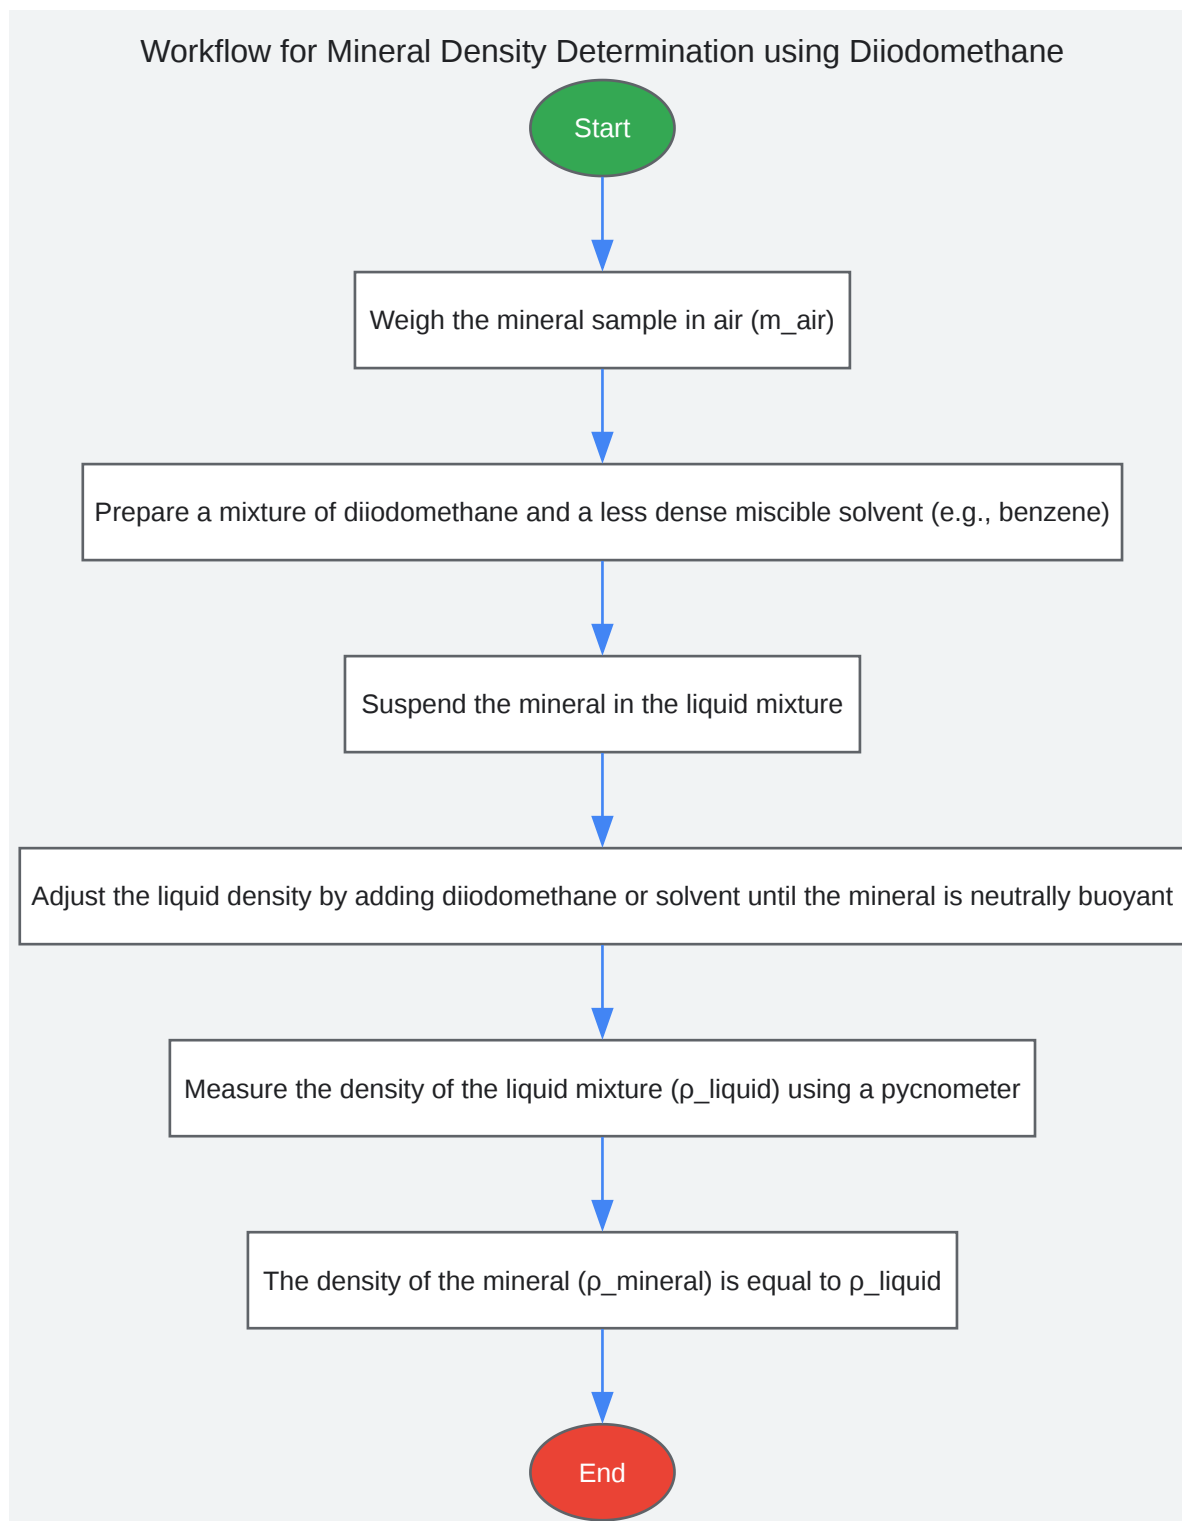 Workflow for Mineral Density Determination using Diiodomethane
Start
Weigh the mineral sample in air (m_air)
Prepare a mixture of diiodomethane and a less dense miscible solvent (e.g., benzene)
Suspend the mineral in the liquid mixture
Adjust the liquid density by adding diiodomethane or solvent until the mineral is neutrally buoyant
Measure the density of the liquid mixture (ρ_liquid) using a pycnometer
The density of the mineral (ρ_mineral) is equal to ρ_liquid
End